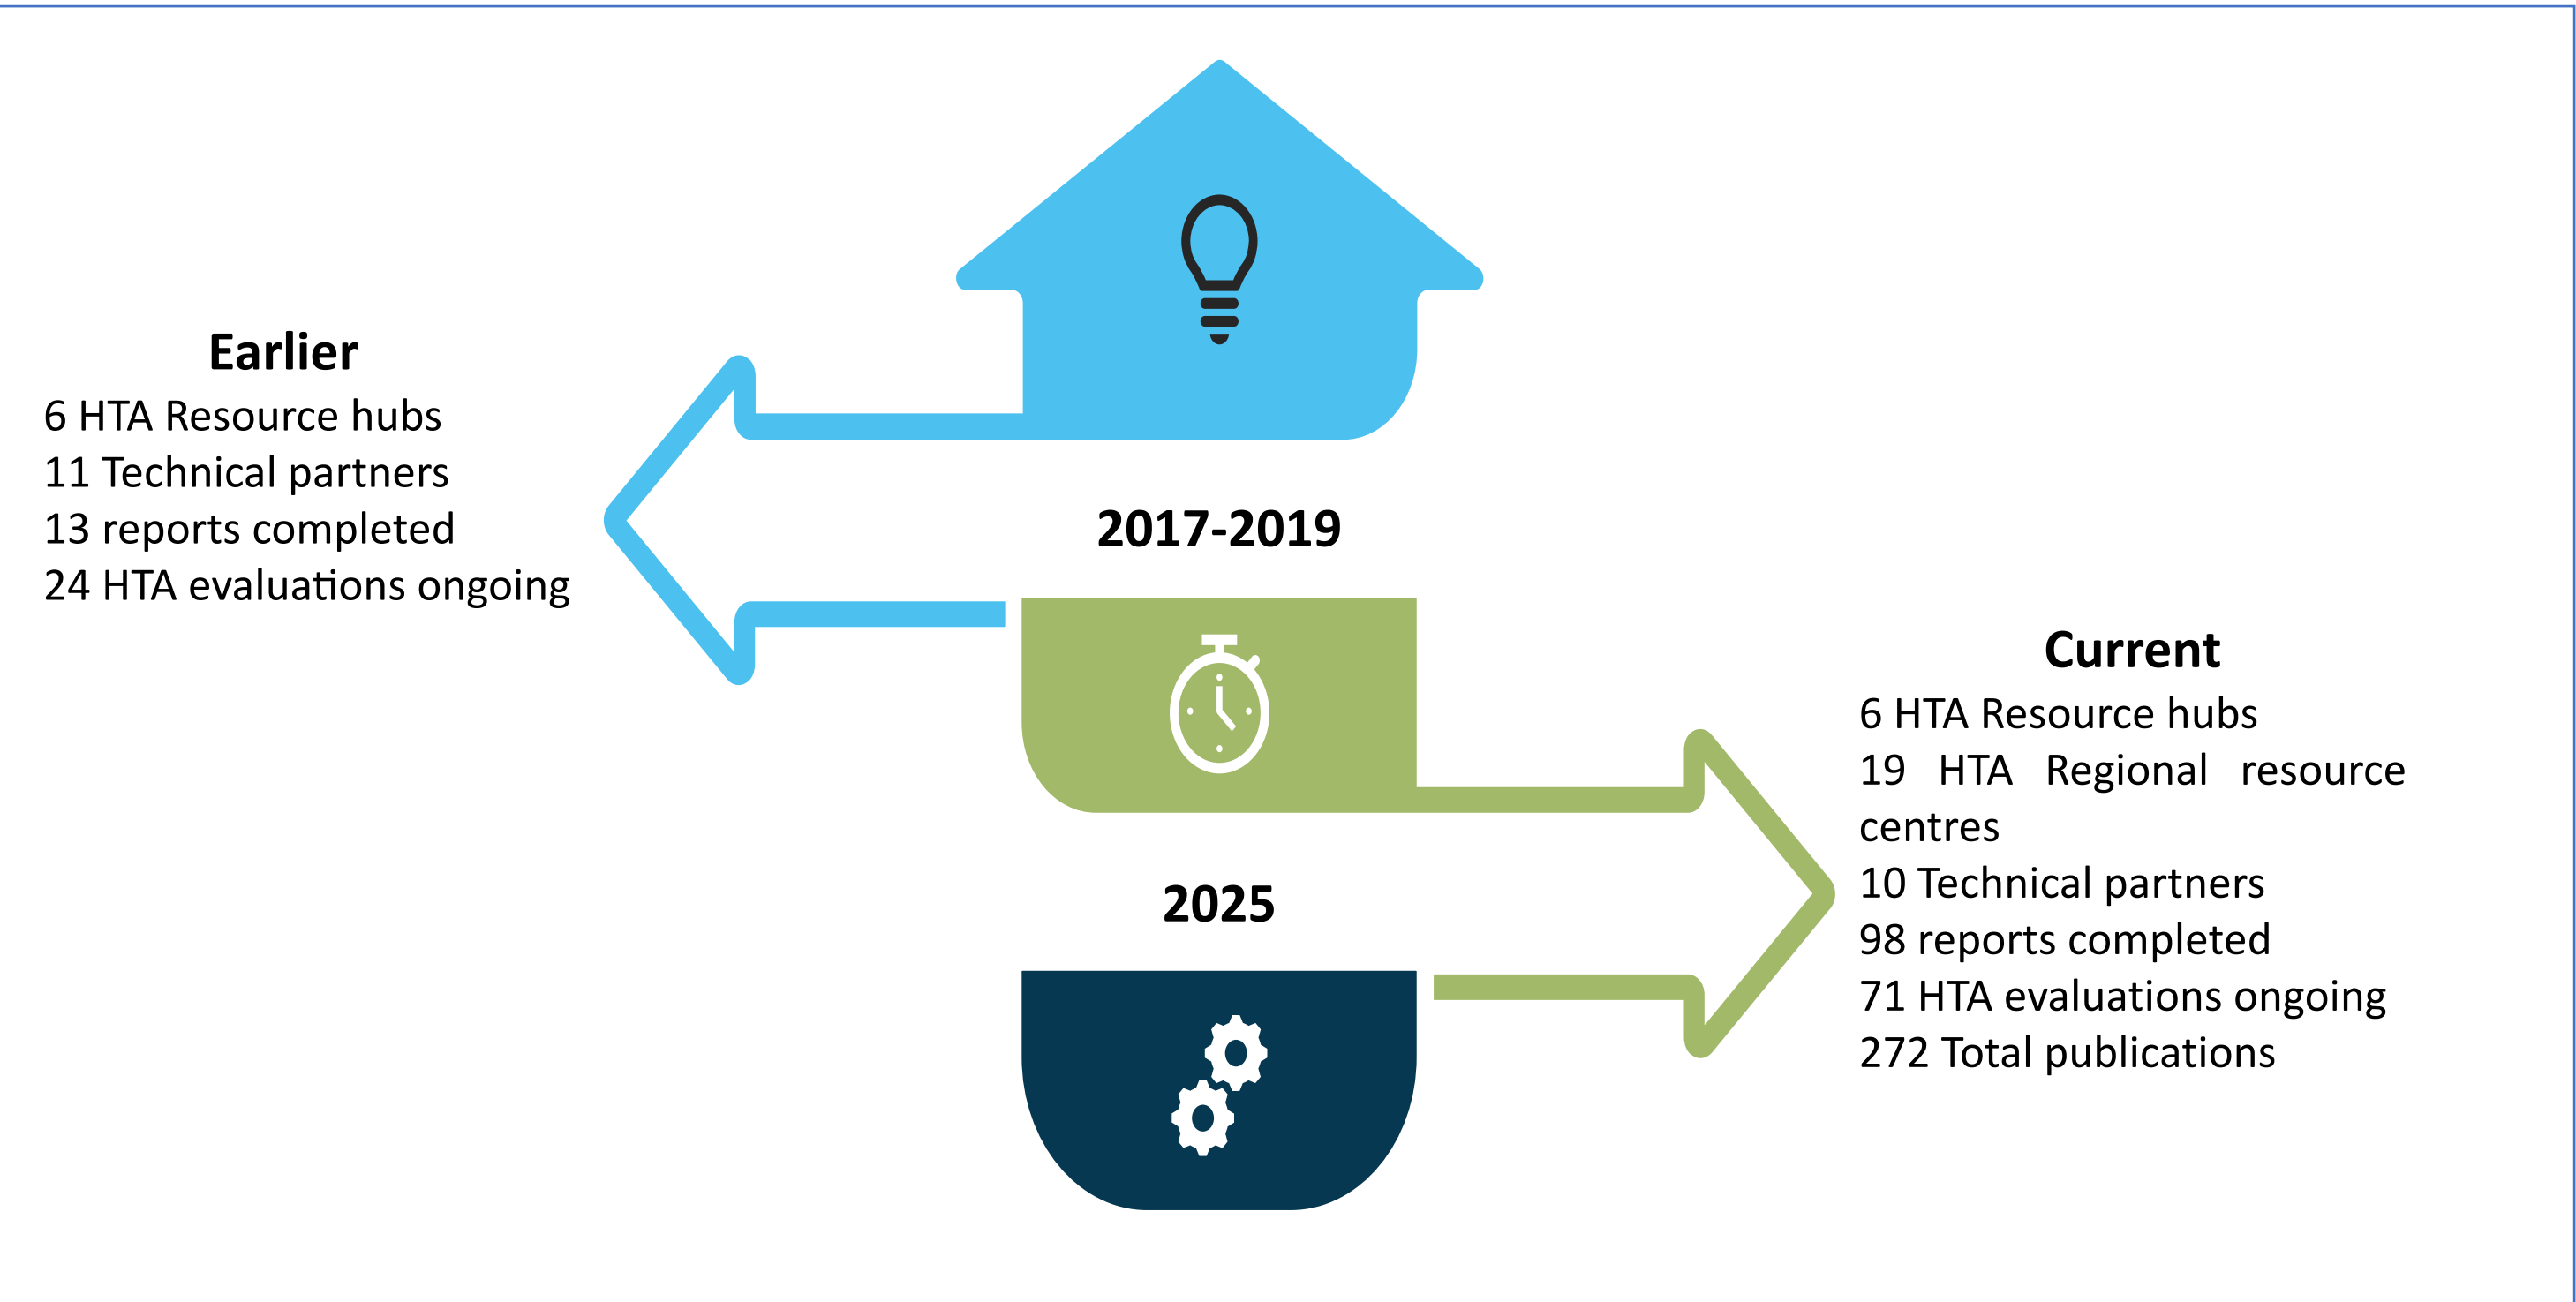 Earlier
6 HTA Resource hubs
11 Technical partners
13 reports completed
24 HTA evaluations ongoing
2017-2019
2025
Current
6 HTA Resource hubs
19 HTA Regional resource
centres
10 Technical partners
98 reports completed
71 HTA evaluations ongoing
272 Total publications